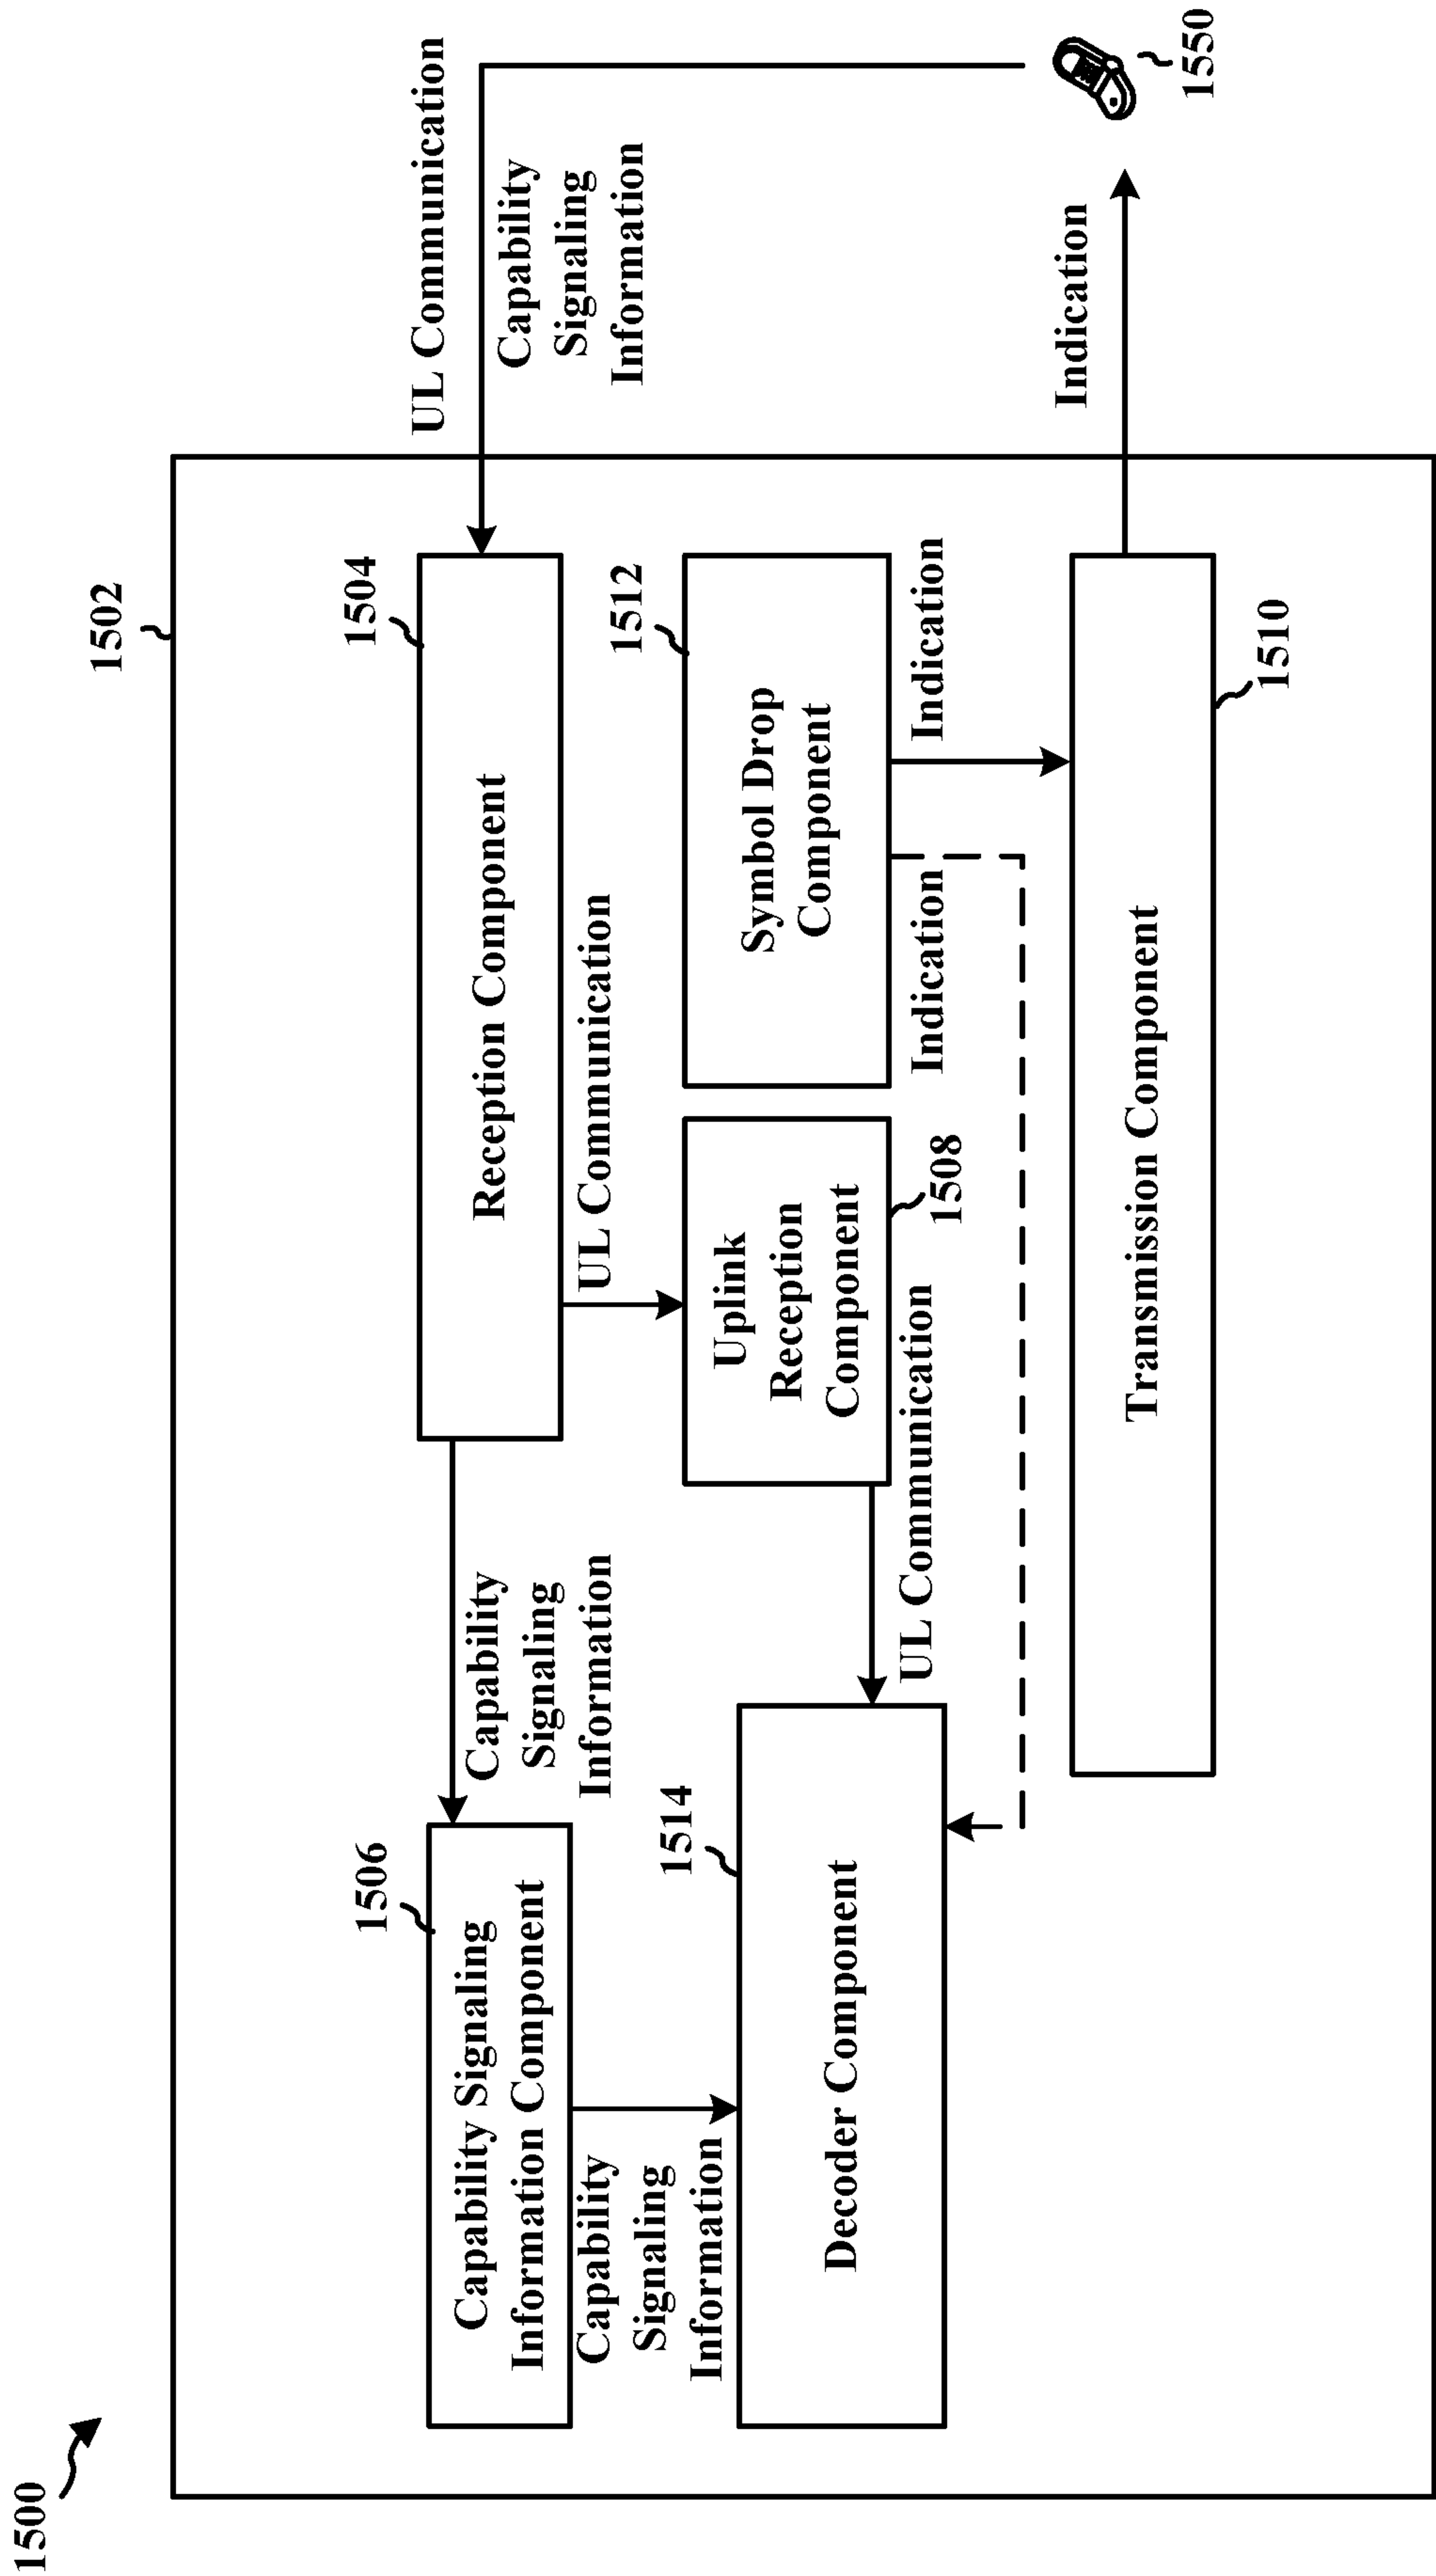 1500
1502
UL Communication
Capability
Signaling
Information
1504
Reception Component
1506
Capability Signaling
Information Component
Capability
Signaling
Information
UL Communication
1512
Symbol Drop
Component
Uplink
Reception
Component
1508
Capability
Signaling
Information
1514
Decoder Component
UL Communication
Indication
Indication
Transmission Component
1510
Indication
1550